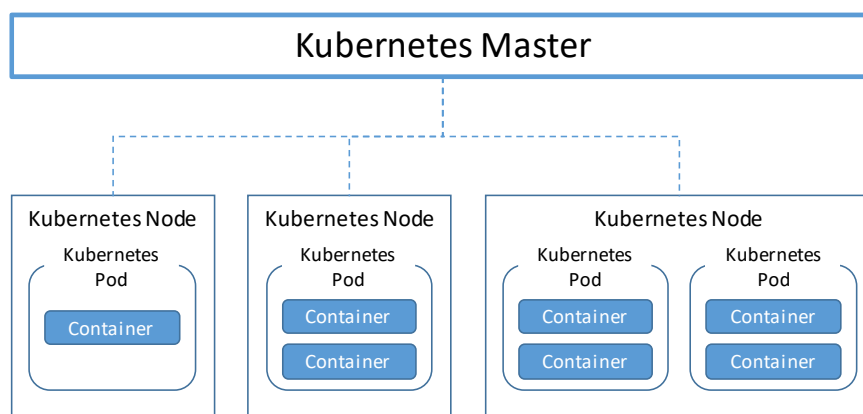 Kubernetes Master
Kubernetes Node
Kubernetes Node
Kubernetes Node
Kubernetes
Pod
Kubernetes
Pod
Kubernetes
Pod
Kubernetes
Pod
Container
Container
Container
Container
Container
Container
Container